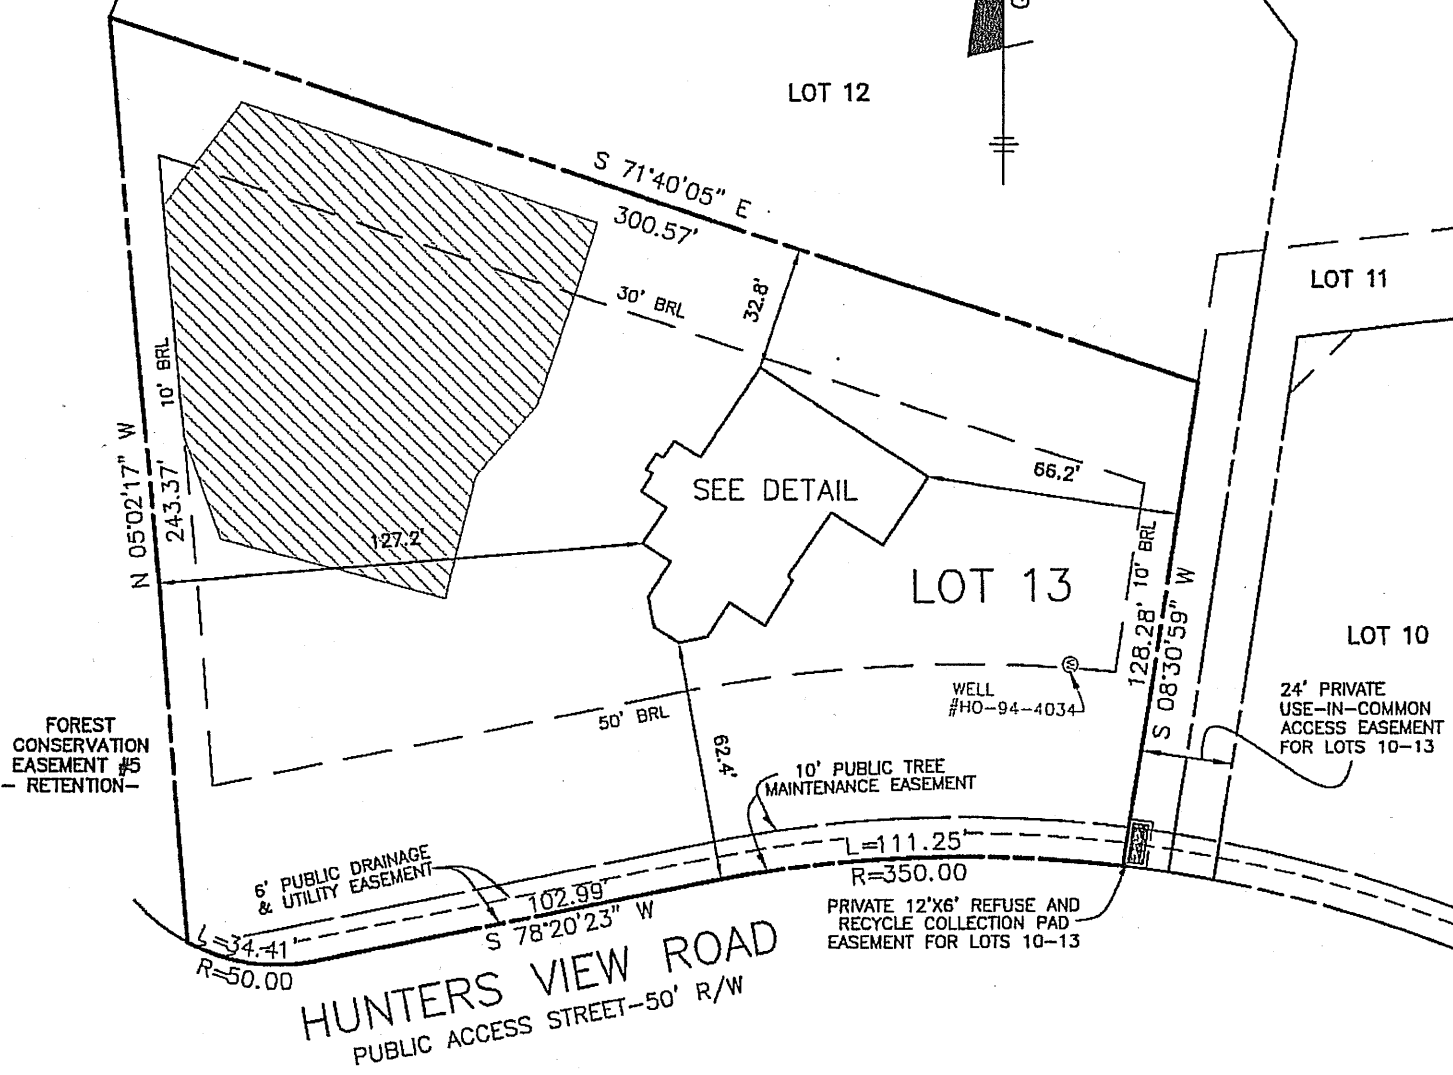 G
LOT 12
S 71°40'05" E
300.57'
32.8'
30' BRL
LOT 11
10' BRL
N 05°02'17" W
243.37'
66.2'
SEE DETAIL
127.2'
LOT 13
10' BRL
128.28'
S 08°30'59" W
LOT 10
WELL
#HO-94-4034
W
24' PRIVATE
USE-IN-COMMON
ACCESS EASEMENT
FOR LOTS 10-13
50' BRL
62.4'
FOREST
CONSERVATION
EASEMENT #5
- RETENTION-
10' PUBLIC TREE
MAINTENANCE EASEMENT
6' PUBLIC DRAINAGE
& UTILITY EASEMENT
L=111.25'
R=350.00
102.99'
S 78°20'23" W
L=34.41'
R=50.00
PRIVATE 12'X6' REFUSE AND
RECYCLE COLLECTION PAD
EASEMENT FOR LOTS 10-13
HUNTERS VIEW ROAD
PUBLIC ACCESS STREET-50' R/W